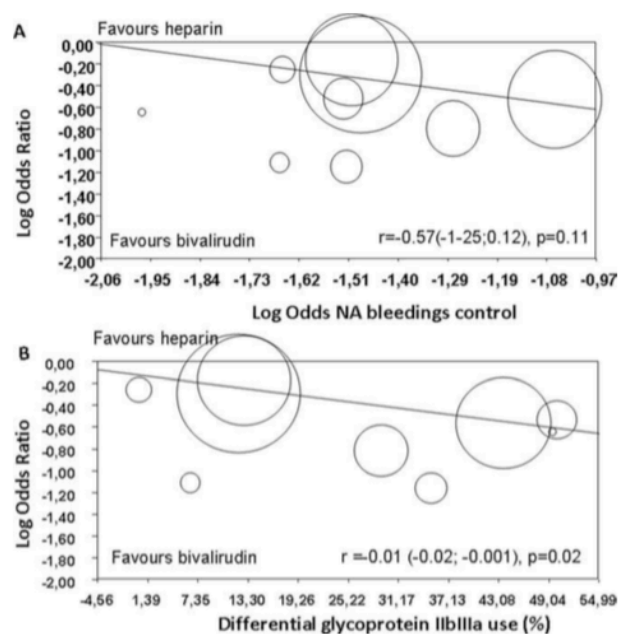 A
Favours heparin
Log Odds Ratio
0,00
-0,20
-0,40
-0,60
-0,80
-1,00
-1,20
-1,40
-1,60
-1,80
-2,00
Favours bivalirudin
r=-0.57(-1-25;0.12), p=0.11
-2,06 -1,95 -1,84 -1,73 -1,62 -1,51 -1,40 -1,29 -1,19 -1,08 -0,97
Log Odds NA bleedings control
B
Favours heparin
Log Odds Ratio
0,00
-0,20
-0,40
-0,60
-0,80
-1,00
-1,20
-1,40
-1,60
-1,80
-2,00
Favours bivalirudin
r =-0.01 (-0.02; -0.001), p=0.02
-4,56 1,39 7,35 13,30 19,26 25,22 31,17 37,13 43,08 49,04 54,99
Differential glycoprotein IIbIIIa use (%)